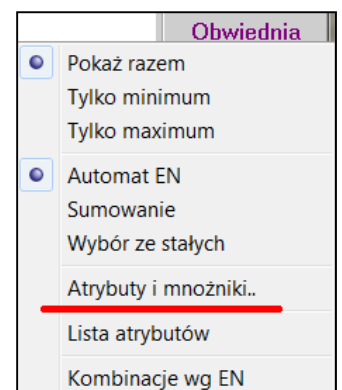 Obwiednia
Pokaż razem
Tylko minimum
Tylko maximum
Automat EN
Sumowanie
Wybór ze stałych
Atrybuty i mnożniki..
Lista atrybutów
Kombinacje wg EN